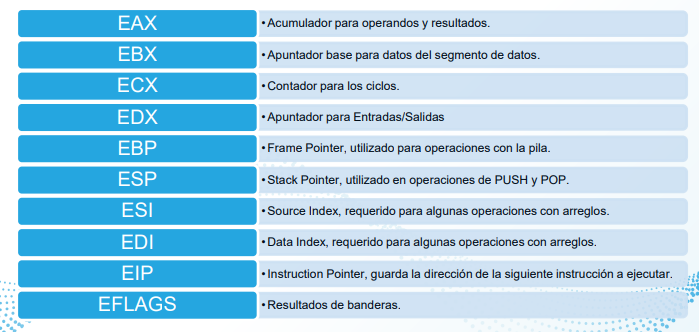 EAX
• Acumulador para operandos y resultados.
EBX
• Apuntador base para datos del segmento de datos.
ECX
• Contador para los ciclos.
EDX
• Apuntador para Entradas/Salidas
EBP
• Frame Pointer, utilizado para operaciones con la pila.
ESP
• Stack Pointer, utilizado en operaciones de PUSH y POP.
ESI
• Source Index, requerido para algunas operaciones con arreglos.
EDI
• Data Index, requerido para algunas operaciones con arreglos.
EIP
• Instruction Pointer, guarda la dirección de la siguiente instrucción a ejecutar.
EFLAGS
• Resultados de banderas.